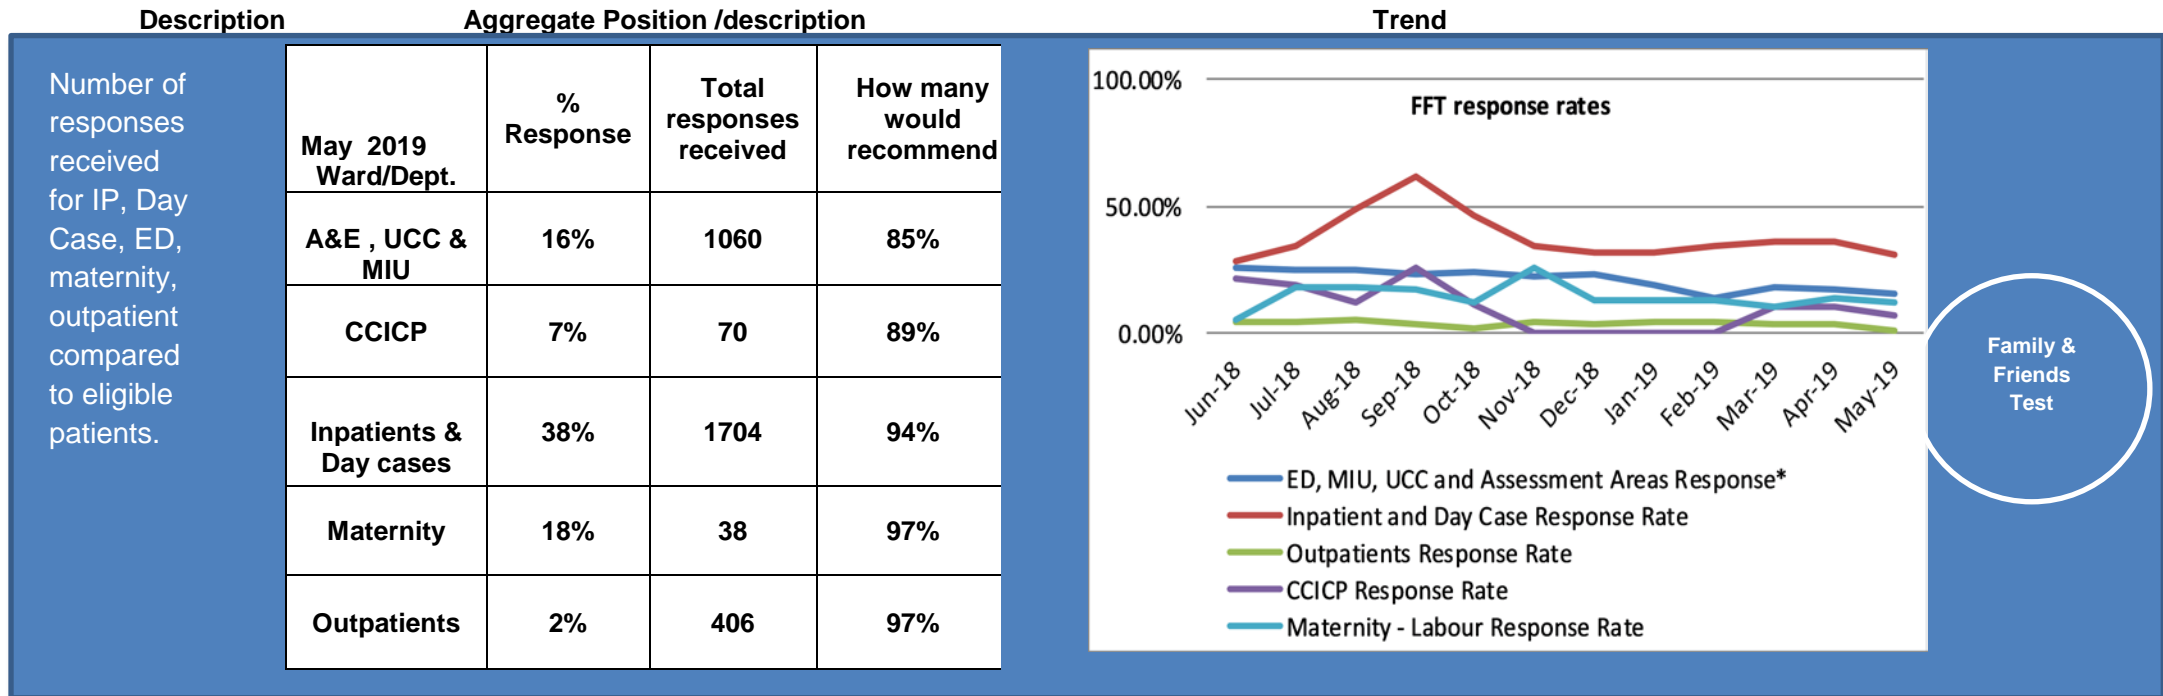 Description
Aggregate Position /description
Trend
Number of
responses
received
for IP, Day
Case, ED,
maternity,
outpatient
compared
to eligible
patients.
May 2019
Ward/Dept.
%
Response
Total
responses
received
How many
would
recommend
A&E , UCC &
MIU
16%
1060
85%
CCICP
7%
70
89%
Inpatients &
Day cases
38%
1704
94%
Maternity
18%
38
97%
Outpatients
2%
406
97%
FFT response rates
100.00%
50.00%
0.00%
Jun-18
Jul-18
Aug-18
Sep-18
Oct-18
Nov-18
Dec-18
Jan-19
Feb-19
Mar-19
Apr-19
May-19
ED, MIU, UCC and Assessment Areas Response*
Inpatient and Day Case Response Rate
Outpatients Response Rate
CCICP Response Rate
Maternity - Labour Response Rate
Family &
Friends
Test